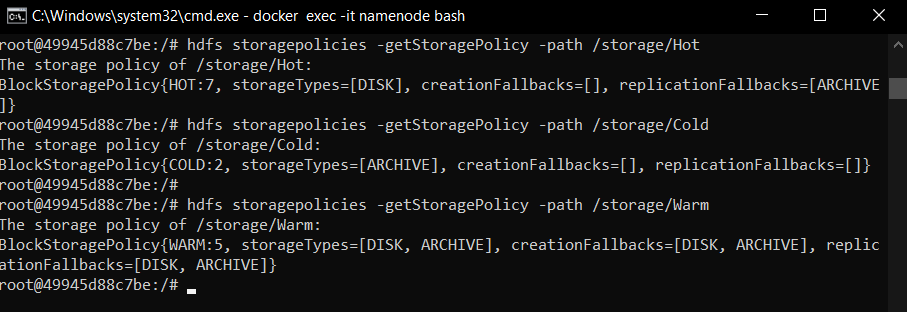 C:\Windows\system32\cmd.exe - docker  exec -it namenode bash
root@49945d88c7be:/# hdfs storagepolicies -getStoragePolicy -path /storage/Hot
The storage policy of /storage/Hot:
BlockStoragePolicy{HOT:7, storageTypes=[DISK], creationFallbacks=[], replicationFallbacks=[ARCHIVE
]}
root@49945d88c7be:/# hdfs storagepolicies -getStoragePolicy -path /storage/Cold
The storage policy of /storage/Cold:
BlockStoragePolicy{COLD:2, storageTypes=[ARCHIVE], creationFallbacks=[], replicationFallbacks=[]}
root@49945d88c7be:/#
root@49945d88c7be:/# hdfs storagepolicies -getStoragePolicy -path /storage/Warm
The storage policy of /storage/Warm:
BlockStoragePolicy{WARM:5, storageTypes=[DISK, ARCHIVE], creationFallbacks=[DISK, ARCHIVE], replic
ationFallbacks=[DISK, ARCHIVE]}
root@49945d88c7be:/#